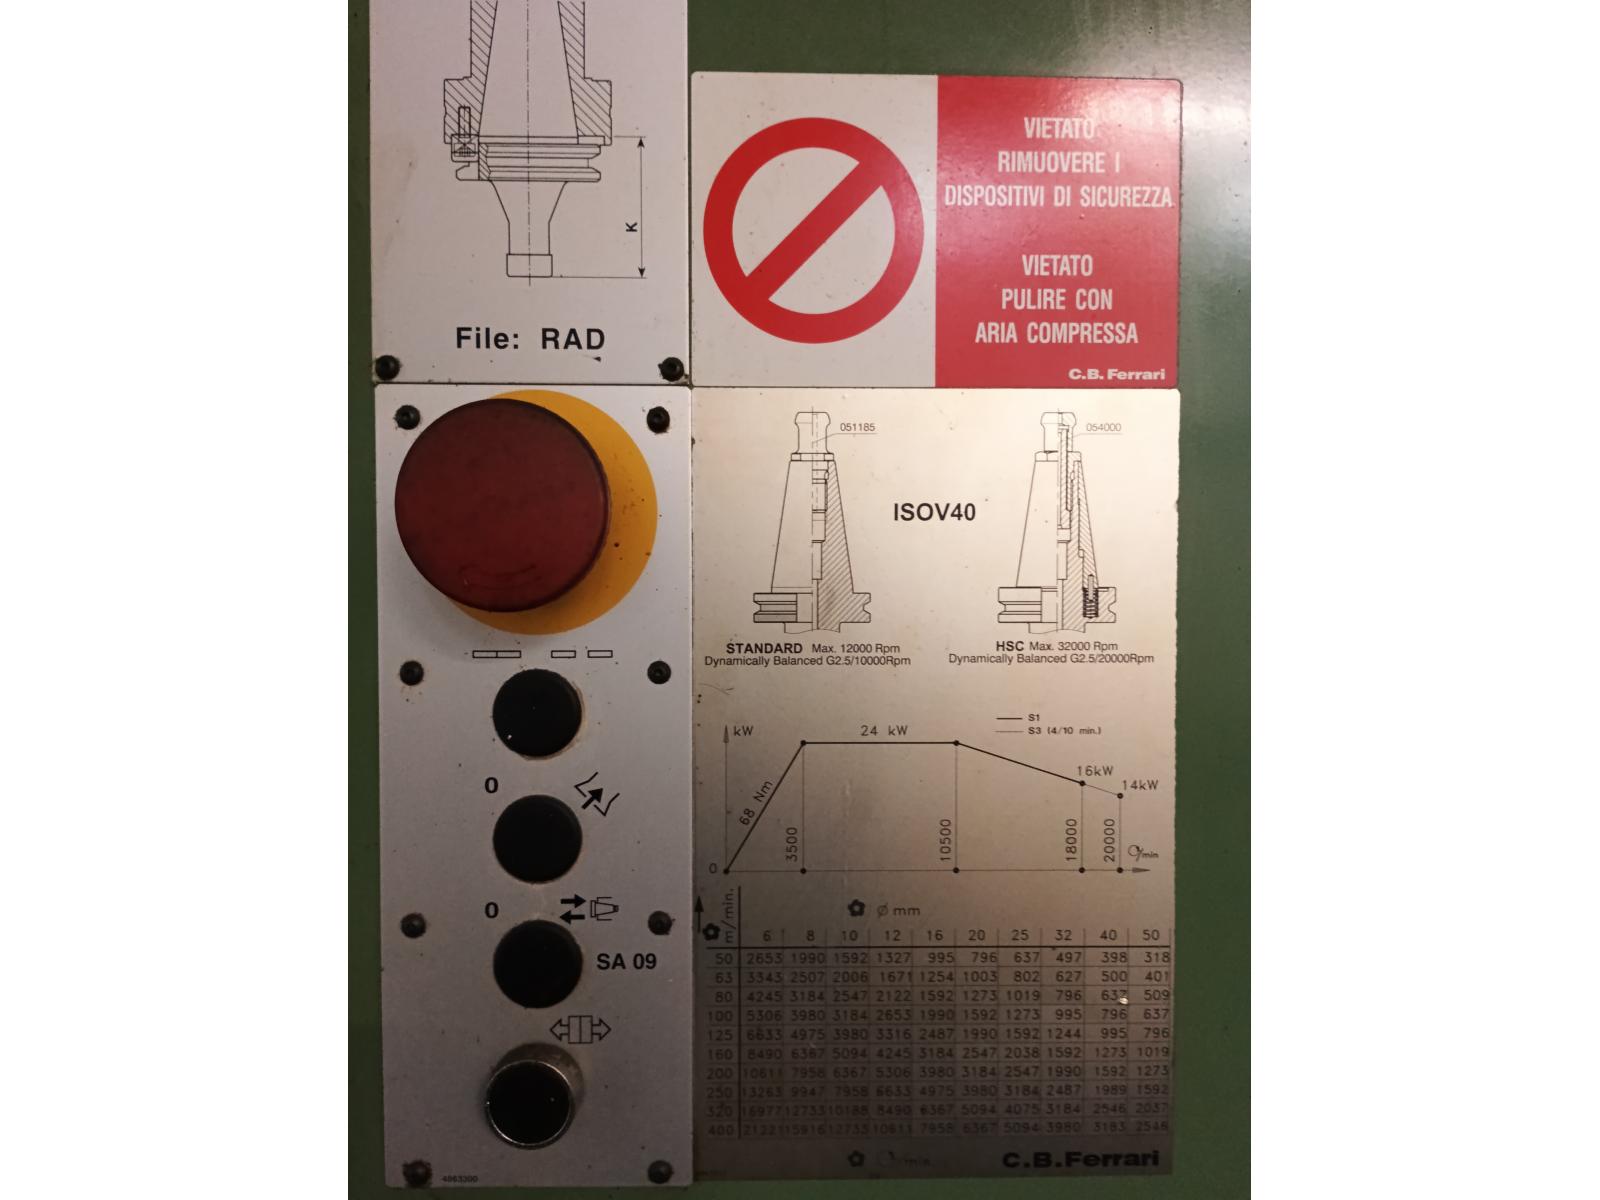 K
File: RAD
VIETATO
RIMUOVERE I
DISPOSITIVI DI SICUREZZA
VIETATO
PULIRE CON
ARIA COMPRESSA
C.B. Ferrari
0
0
SA 09
4863300
051185
054000
ISOV40
STANDARD Max. 12000 Rpm
Dynamically Balanced G2.5/10000Rpm
HSC Max. 32000 Rpm
Dynamically Balanced G2.5/20000Rpm
S1
S3 (4/10 min.)
kW
24 kW
16kW
14kW
68 Nm
3500
10500
18000
20000
0
/min
m/min.
Ø mm
6 8 10 12 16 20 25 32 40 50
50 2653 1990 1592 1327 995 796 637 497 398 318
63 3343 2507 2006 1671 1254 1003 802 627 500 401
80 4245 3184 2547 2122 1592 1273 1019 796 637 509
100 5306 3980 3184 2653 1990 1592 1273 995 796 637
125 6633 4975 3980 3316 2487 1990 1592 1244 995 796
160 8490 6367 5094 4245 3184 2547 2038 1592 1273 1019
200 10611 7958 6367 5306 3980 3184 2547 1990 1592 1273
250 13263 9947 7958 6633 4975 3980 3184 2487 1989 1592
320 16977 12733 10188 8490 6367 5094 4075 3184 2546 2037
400 21221 15916 12733 10611 7958 6367 5094 3980 3183 2546
/min.
C.B.Ferrari